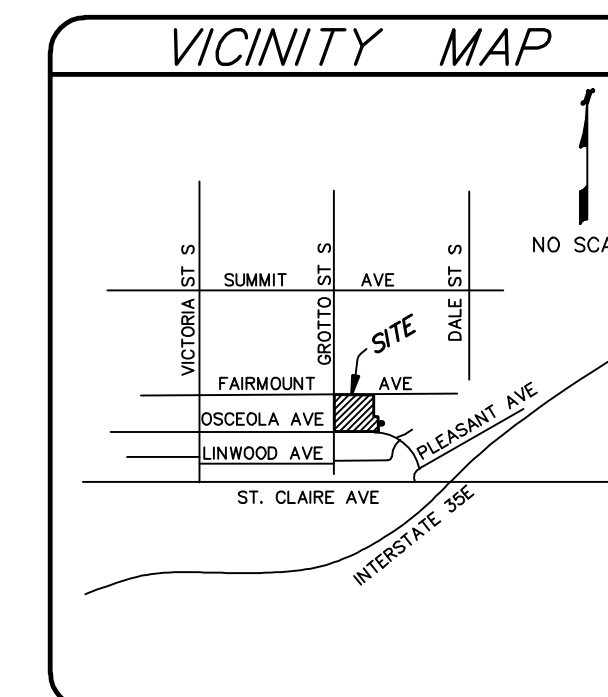 VICINITY MAP
NO SCA
VICTORIA ST S
GROTTO ST S
DALE ST S
SUMMIT AVE
SITE
FAIRMOUNT AVE
OSCEOLA AVE
LINWOOD AVE
PLEASANT AVE
ST. CLAIRE AVE
INTERSTATE 35E